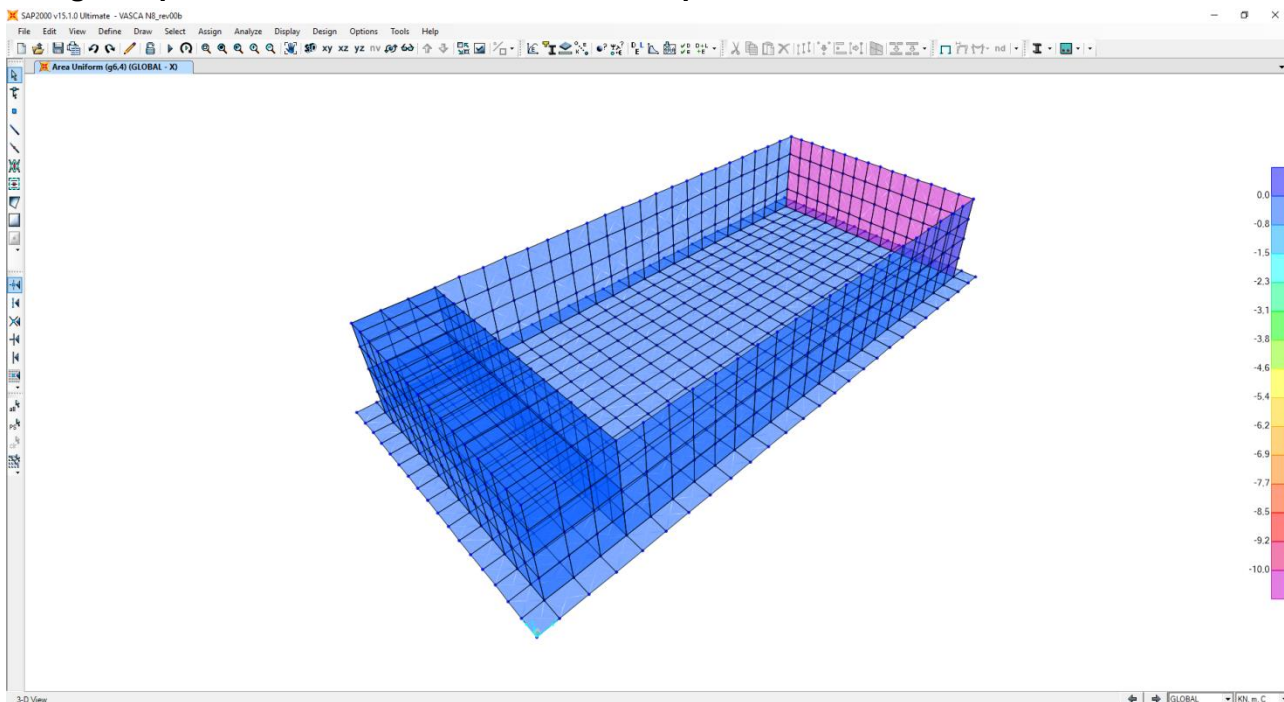 SAP2000 v15.1.0 Ultimate - VASCA N8_rev00b
File Edit View Define Draw Select Assign Analyze Display Design Options Tools Help
3D xy xz yz nv nd
Area Uniform (g6,4) (GLOBAL - X)
0.0
-0.8
-1.5
-2.3
-3.1
-3.8
-4.6
-5.4
-6.2
-6.9
-7.7
-8.5
-9.2
-10.0
3-D View
GLOBAL
KN, m, C